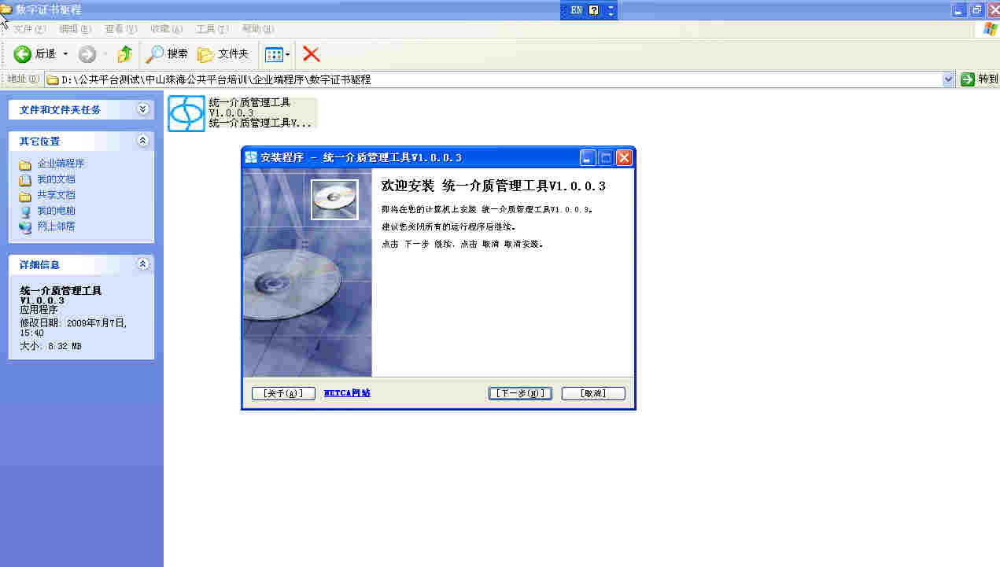 数字证书驱程
EN ?
文件(F) 编辑(E) 查看(V) 收藏(A) 工具(T) 帮助(H)
后退 搜索 文件夹
地址(D) D:\公共平台测试\中山珠海公共平台培训\企业端程序\数字证书驱程 转到
文件和文件夹任务
其它位置
企业端程序
我的文档
共享文档
我的电脑
网上邻居
详细信息
统一介质管理工具
V1.0.0.3
应用程序
修改日期: 2009年7月7日,
15:40
大小: 8.32 MB
统一介质管理工具
V1.0.0.3
统一介质管理工具V...
安装程序 - 统一介质管理工具V1.0.0.3
欢迎安装 统一介质管理工具V1.0.0.3
即将在您的计算机上安装 统一介质管理工具V1.0.0.3。
建议您关闭所有的运行程序后继续。
点击 下一步 继续. 点击 取消 取消安装。
[关于(A)] NETCA网站 [下一步(N)] [取消]